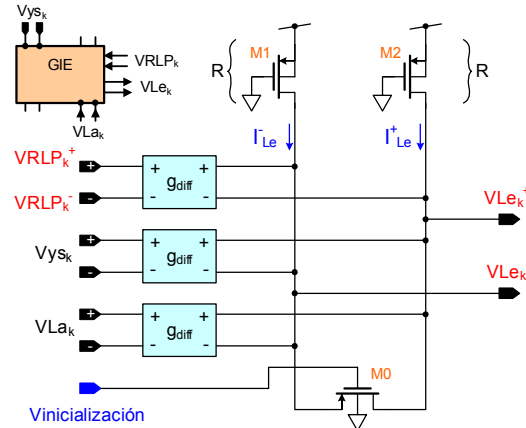 Vys_k
GIE
VRLP_k
VLe_k
VLa_k
M1
M2
R
R
I^-_Le
I^+_Le
VRLP_k^+
+
+
+
g_diff
VRLP_k^-
-
-
-
VLe_k^+
+
+
+
Vys_k
g_diff
-
-
-
VLe_k
+
+
+
VLa_k
g_diff
-
-
-
M0
Vinicialización